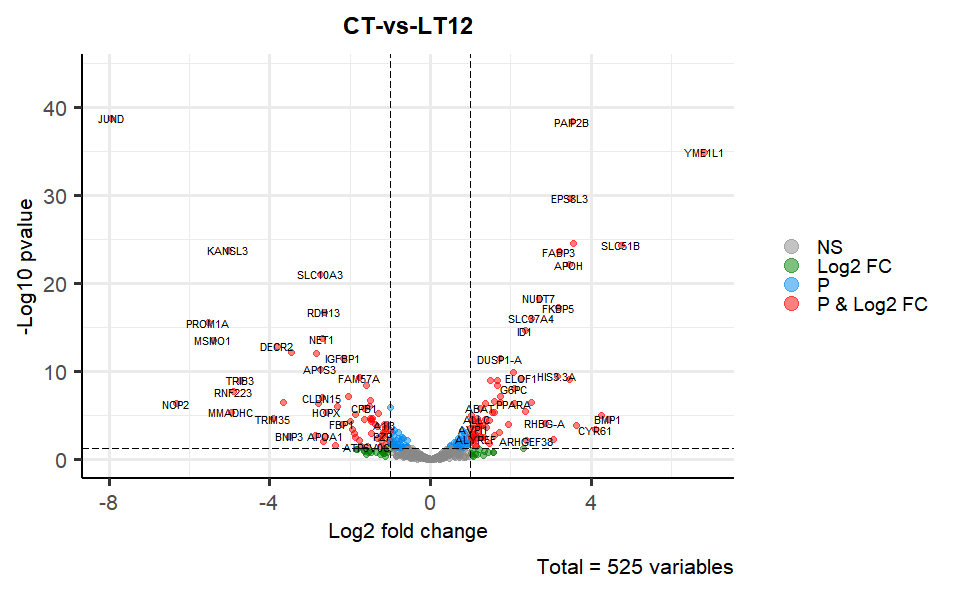 CT-vs-LT12
-Log10 pvalue
40
30
20
10
0
JUND
PAIP2B
YME1L1
EPS8L3
SLC51B
KANSL3
FABP3
APOH
SLC10A3
NUDT7
FKBP5
RDH13
SLC37A4
PROM1A
ID1
MSMO1
NET1
DECR2
IGFBP1
DUSP1-A
APTS3
FAM57A
ELOF1
TRIB3
G6PC
RNF223
CLDN15
NOP2
PPARA
CPB1
MMADHC
HOPX
TRIM35
FBP1
BMP1
RHBG-A
CYR61
BNIP3
APOA1
ARHGEF38
-8
-4
0
4
Log2 fold change
NS
Log2 FC
P
P & Log2 FC
Total = 525 variables